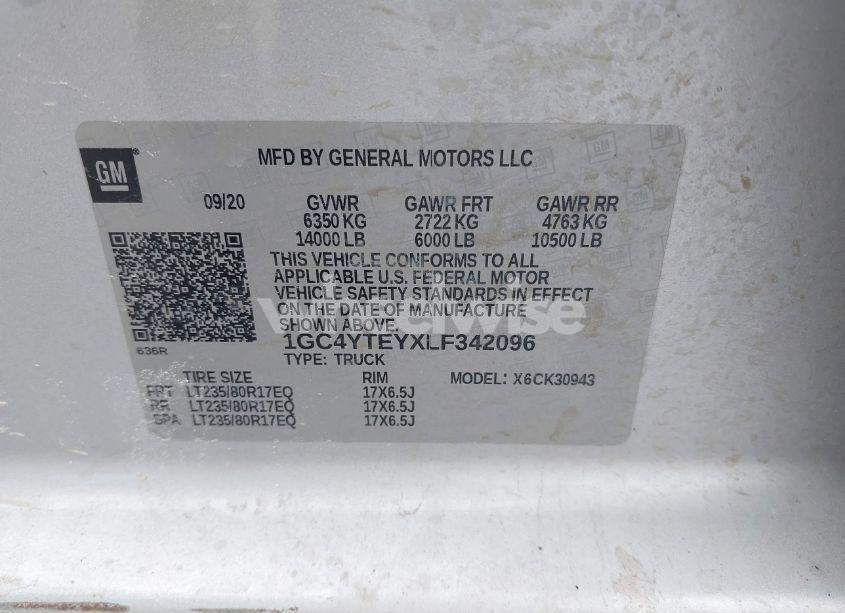 GM
MFD BY GENERAL MOTORS LLC
09/20 GVWR GAWR FRT GAWR RR
6350 KG 2722 KG 4763 KG
14000 LB 6000 LB 10500 LB
THIS VEHICLE CONFORMS TO ALL
APPLICABLE U.S. FEDERAL MOTOR
VEHICLE SAFETY STANDARDS IN EFFECT
ON THE DATE OF MANUFACTURE
SHOWN ABOVE.
1GC4YTEYXLF342096
636R
TYPE: TRUCK
TIRE SIZE RIM MODEL: X6CK30943
FRT LT235/80R17EQ 17X6.5J
RR LT235/80R17EQ 17X6.5J
SPA LT235/80R17EQ 17X6.5J